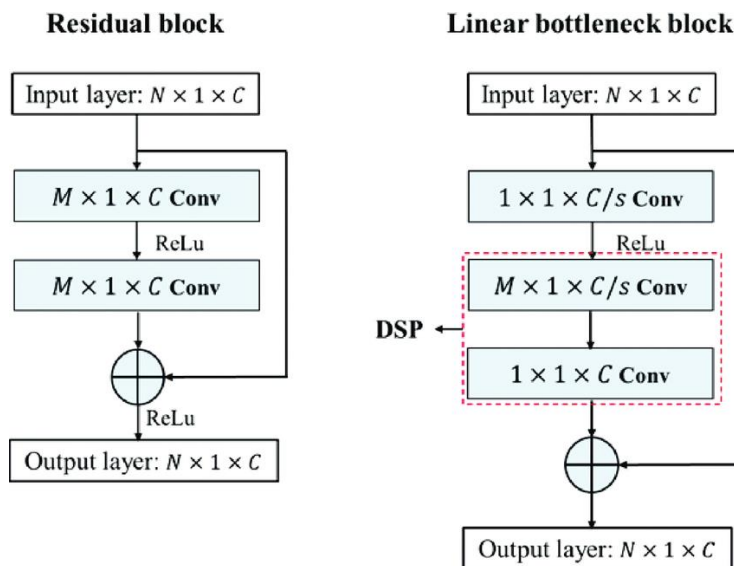 Residual block
Input layer: N × 1 × C
M × 1 × C Conv
ReLu
M × 1 × C Conv
ReLu
Output layer: N × 1 × C
Linear bottleneck block
Input layer: N × 1 × C
1 × 1 × C/s Conv
ReLu
M × 1 × C/s Conv
DSP
1 × 1 × C Conv
Output layer: N × 1 × C